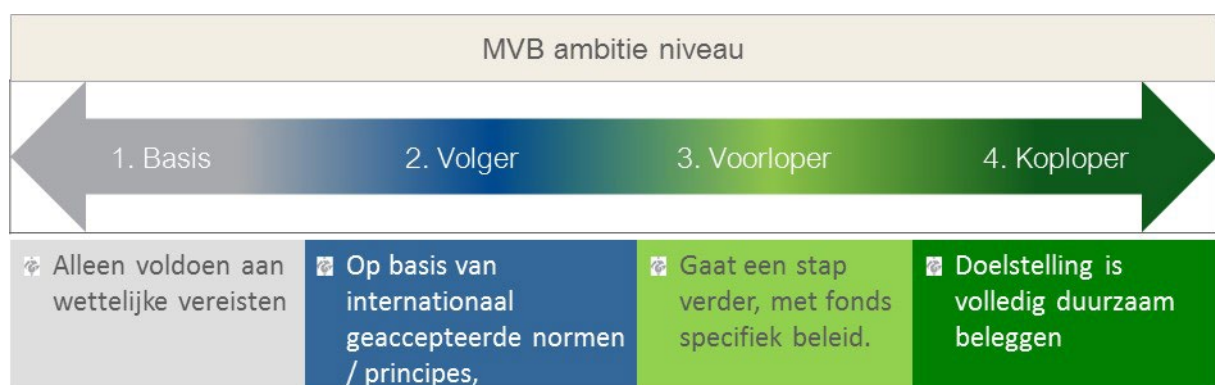 MVB ambitie niveau
1. Basis
2. Volger
3. Voorloper
4. Koploper
Alleen voldoen aan
wettelijke vereisten
Op basis van
internationaal
geaccepteerde normen
/ principes,
Gaat een stap
verder, met fonds
specifiek beleid.
Doelstelling is
volledig duurzaam
beleggen